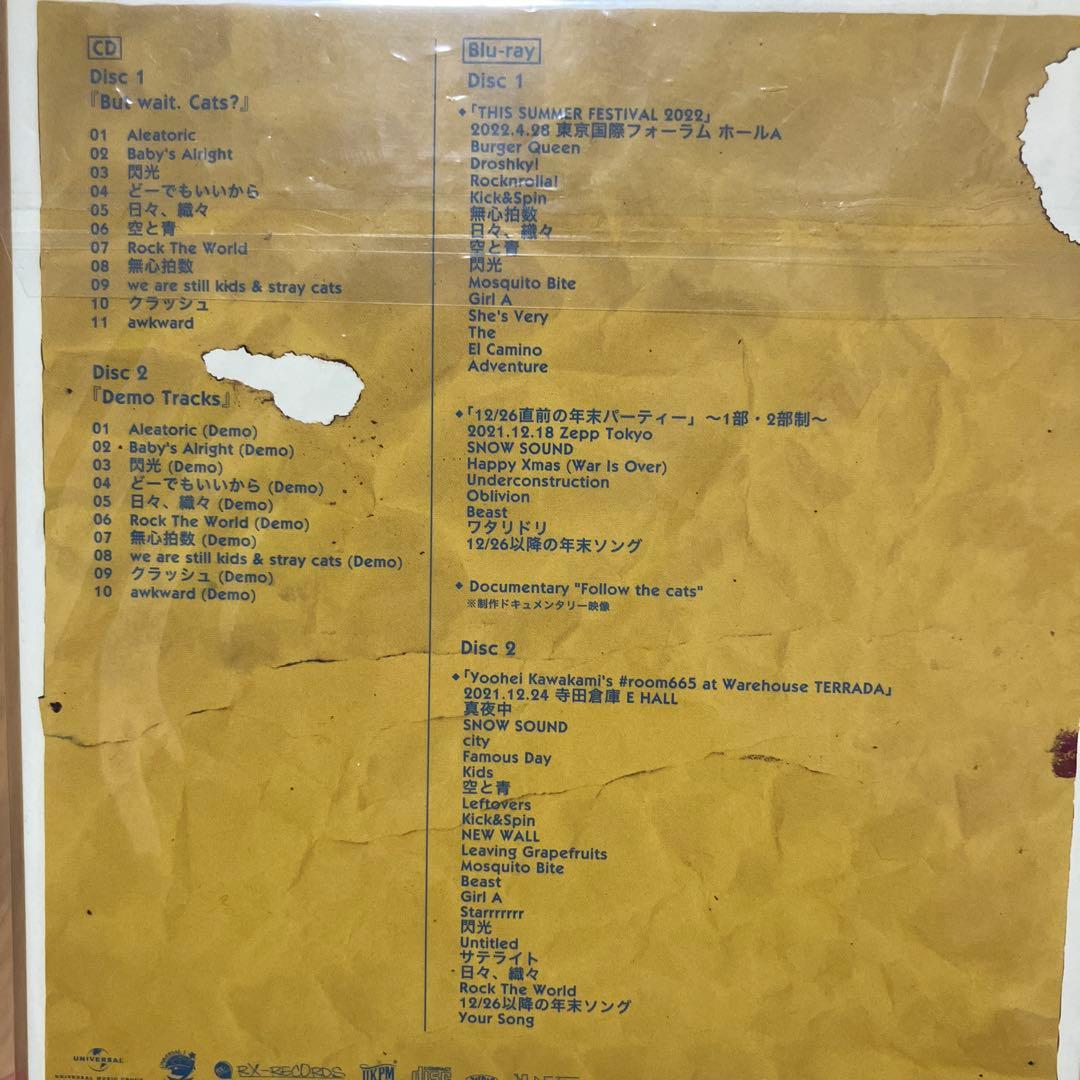 CD
Disc 1
『But wait. Cats?』
01 Aleatoric
02 Baby's Alright
03 閃光
04 どーでもいいから
05 日々、織々
06 空と青
07 Rock The World
08 無心拍数
09 we are still kids & stray cats
10 クラッシュ
11 awkward
Disc 2
『Demo Tracks』
01 Aleatoric (Demo)
02 Baby's Alright (Demo)
03 閃光 (Demo)
04 どーでもいいから (Demo)
05 日々、織々 (Demo)
06 Rock The World (Demo)
07 無心拍数 (Demo)
08 we are still kids & stray cats (Demo)
09 クラッシュ (Demo)
10 awkward (Demo)
Blu-ray
Disc 1
◆「THIS SUMMER FESTIVAL 2022」
2022.4.28 東京国際フォーラム ホールA
Burger Queen
Droshky!
Rocknrolla!
Kick&Spin
無心拍数
日々、織々
空と青
閃光
Mosquito Bite
Girl A
She's Very
The
El Camino
Adventure
◆「12/26直前の年末パーティー」〜1部・2部制〜
2021.12.18 Zepp Tokyo
SNOW SOUND
Happy Xmas (War Is Over)
Underconstruction
Oblivion
Beast
ワタリドリ
12/26以降の年末ソング
◆ Documentary "Follow the cats"
※制作ドキュメンタリー映像
Disc 2
◆「Yoohei Kawakami's #room665 at Warehouse TERRADA」
2021.12.24 寺田倉庫 E HALL
真夜中
SNOW SOUND
city
Famous Day
Kids
空と青
Leftovers
Kick&Spin
NEW WALL
Leaving Grapefruits
Mosquito Bite
Beast
Girl A
Starrrrrrr
閃光
Untitled
サテライト
日々、織々
Rock The World
12/26以降の年末ソング
Your Song
UNIVERSAL
RX-RECORDS
UKPM